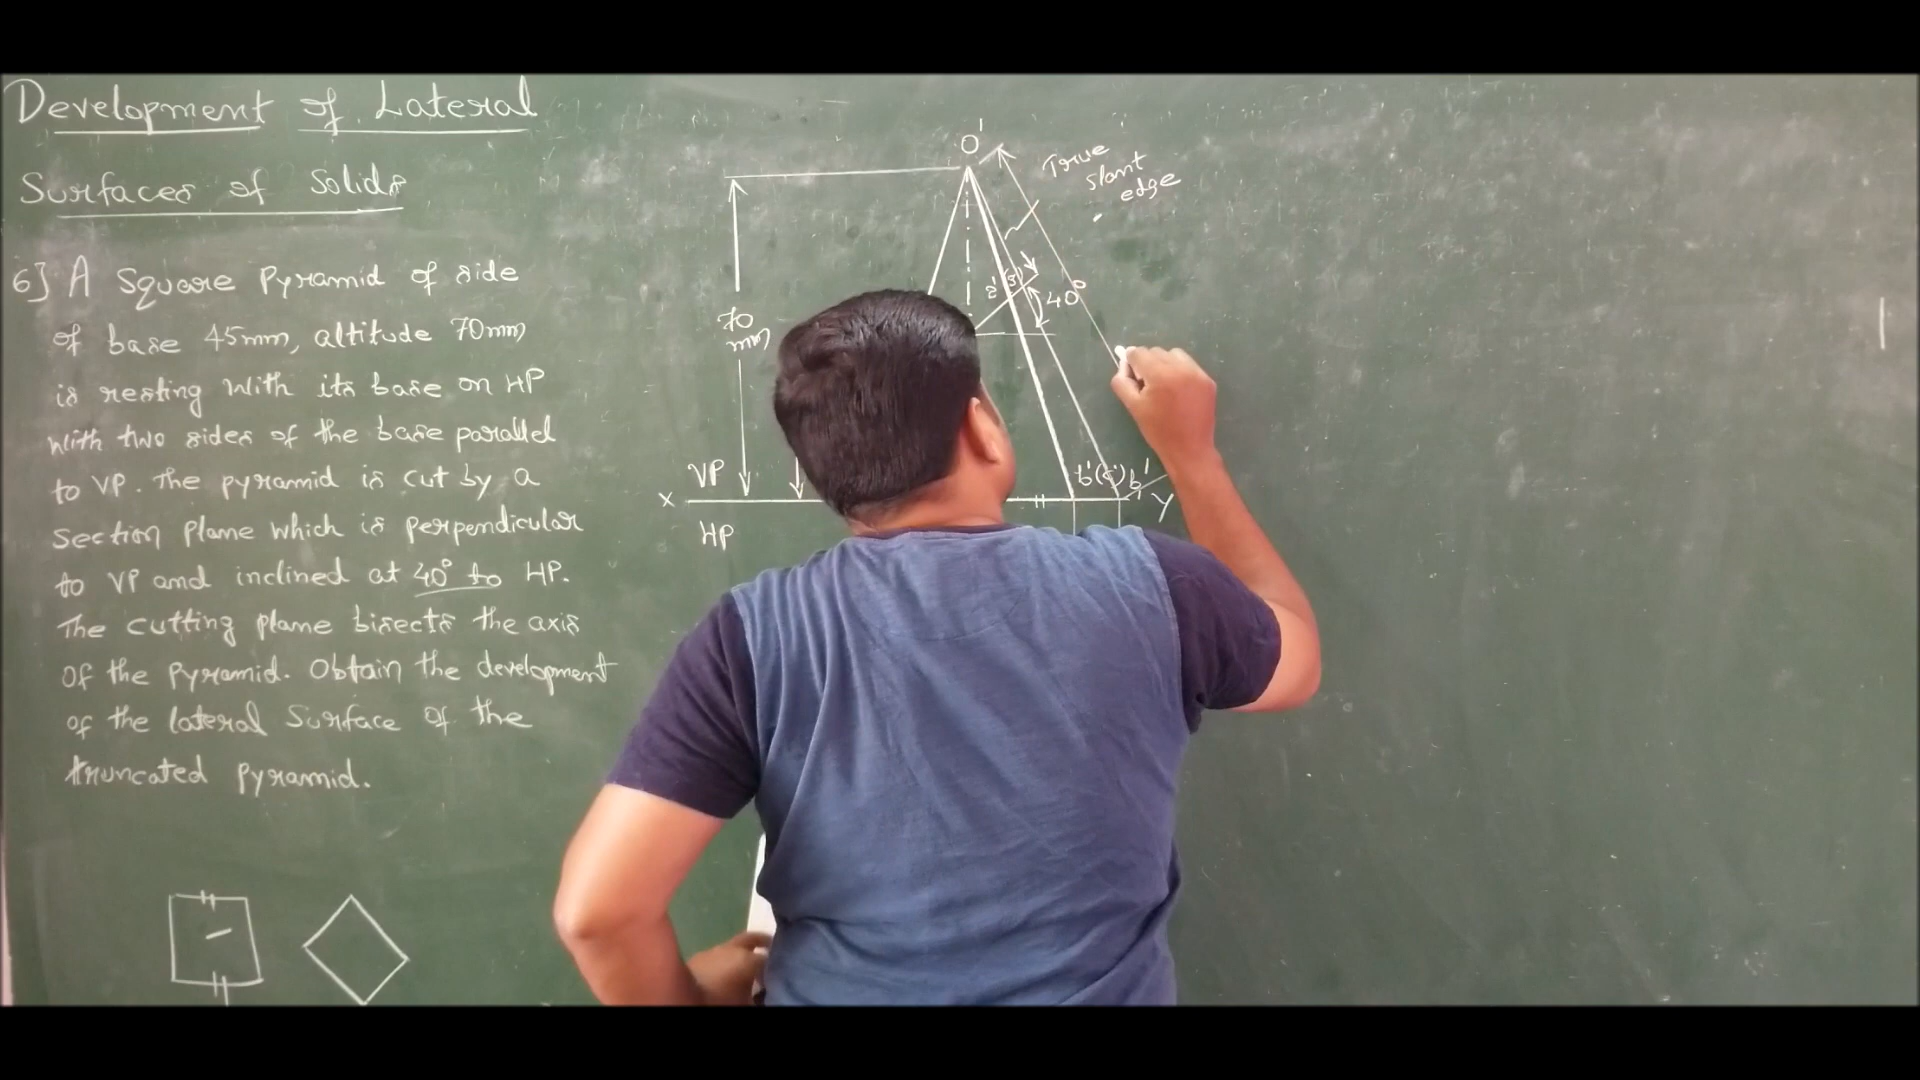 Development of Lateral
Surfaces of Solids
6] A Square Pyramid of side
of base 45mm, altitude 70mm
is resting with its base on HP
with two sides of the base parallel
to VP. The pyramid is cut by a
section plane which is perpendicular
to VP and inclined at 40° to HP.
The cutting plane bisects the axis
of the pyramid. Obtain the development
of the lateral surface of the
truncated pyramid.
O'
True
slant
edge
2' (3')
40°
70
mm
VP
b'(c') b'
X
Y
HP